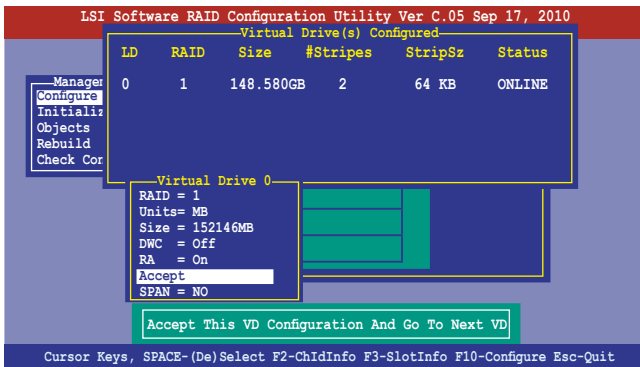 LSI Software RAID Configuration Utility Ver C.05 Sep 17, 2010
Virtual Drive(s) Configured
LD RAID Size #Stripes StripSz Status
0 1 148.580GB 2 64 KB ONLINE
Manage
Configure
Initializ
Objects
Rebuild
Check Con
Virtual Drive 0
RAID = 1
Units= MB
Size = 152146MB
DWC = Off
RA = On
Accept
SPAN = NO
Accept This VD Configuration And Go To Next VD
Cursor Keys, SPACE-(De)Select F2-ChIdInfo F3-SlotInfo F10-Configure Esc-Quit